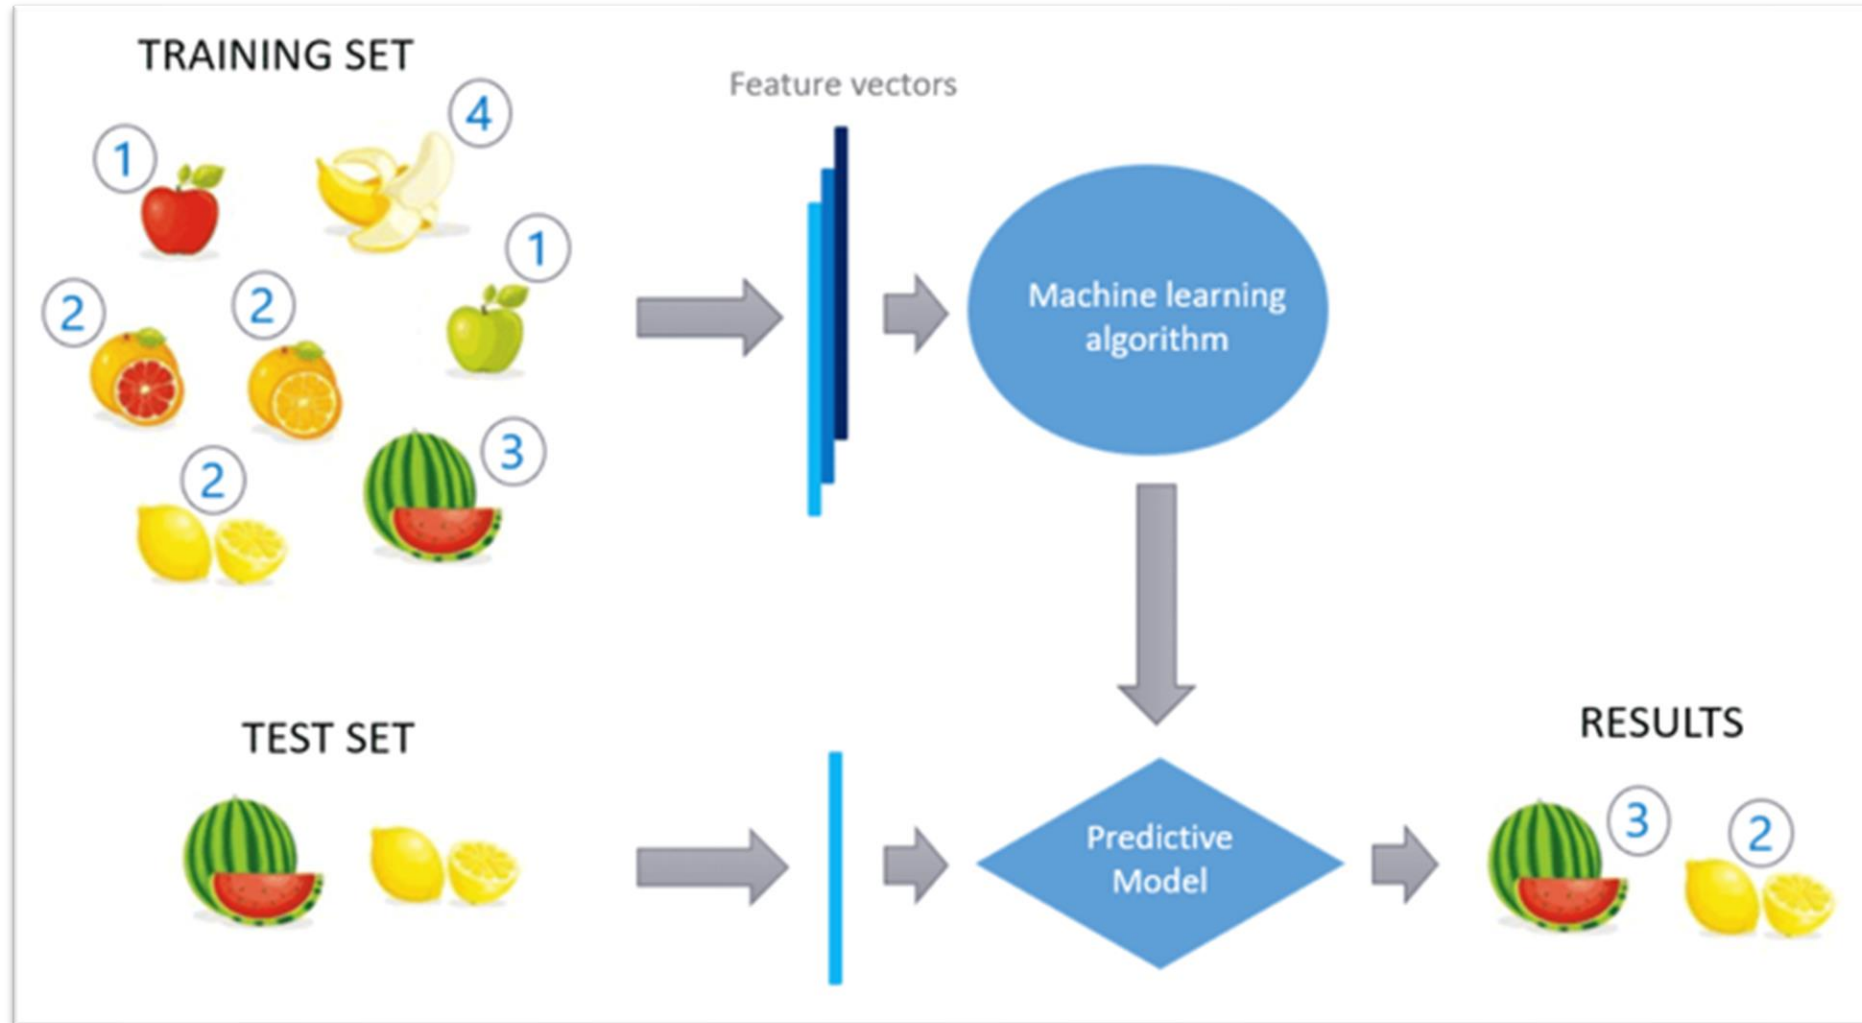 TRAINING SET
Feature vectors
4
1
1
2
2
Machine learning
algorithm
3
2
TEST SET
RESULTS
3
2
Predictive
Model